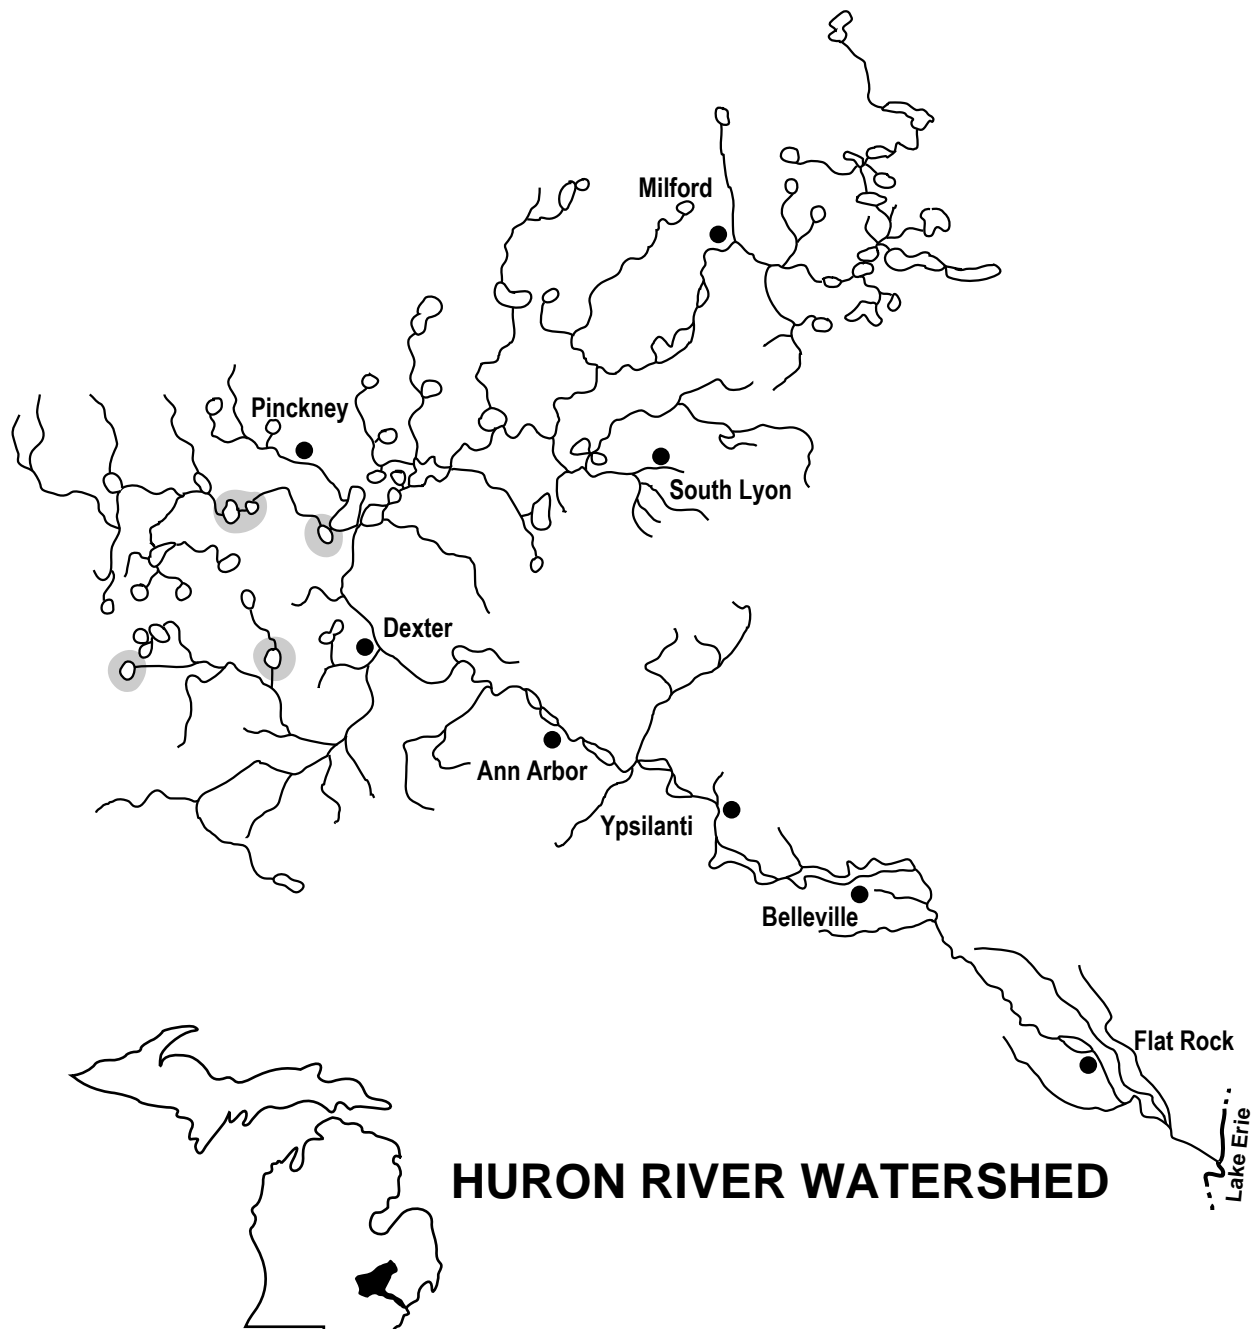 Milford
Pinckney
South Lyon
Dexter
Ann Arbor
Ypsilanti
Belleville
Flat Rock
Lake Erie
HURON RIVER WATERSHED